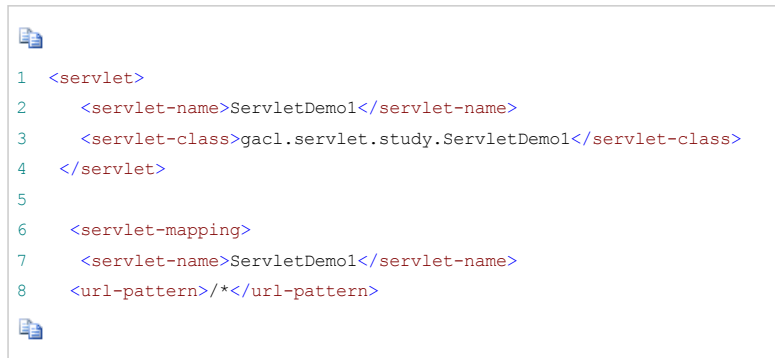 1 <servlet>
2 <servlet-name>ServletDemo1</servlet-name>
3 <servlet-class>gacl.servlet.study.ServletDemo1</servlet-class>
4 </servlet>
5
6 <servlet-mapping>
7 <servlet-name>ServletDemo1</servlet-name>
8 <url-pattern>/*</url-pattern>